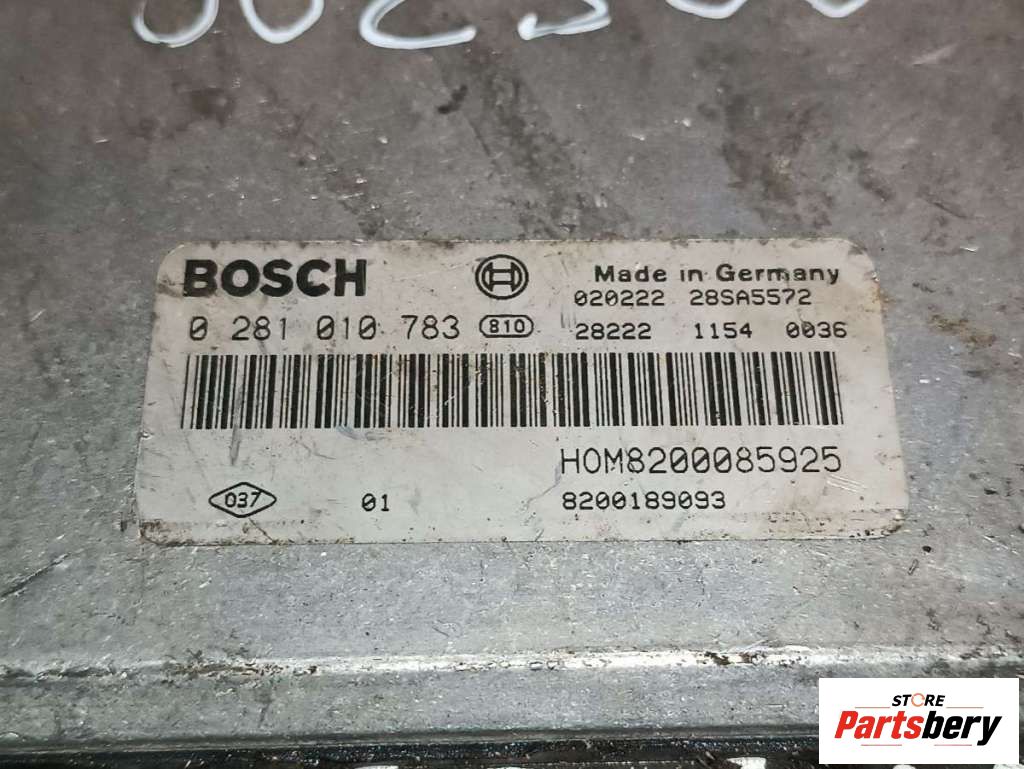 BOSCH
Made in Germany
020222 28SA5572
0 281 010 783 810
28222 1154 0036
HOM8200085925
037 01
8200189093
STORE
Partsbery